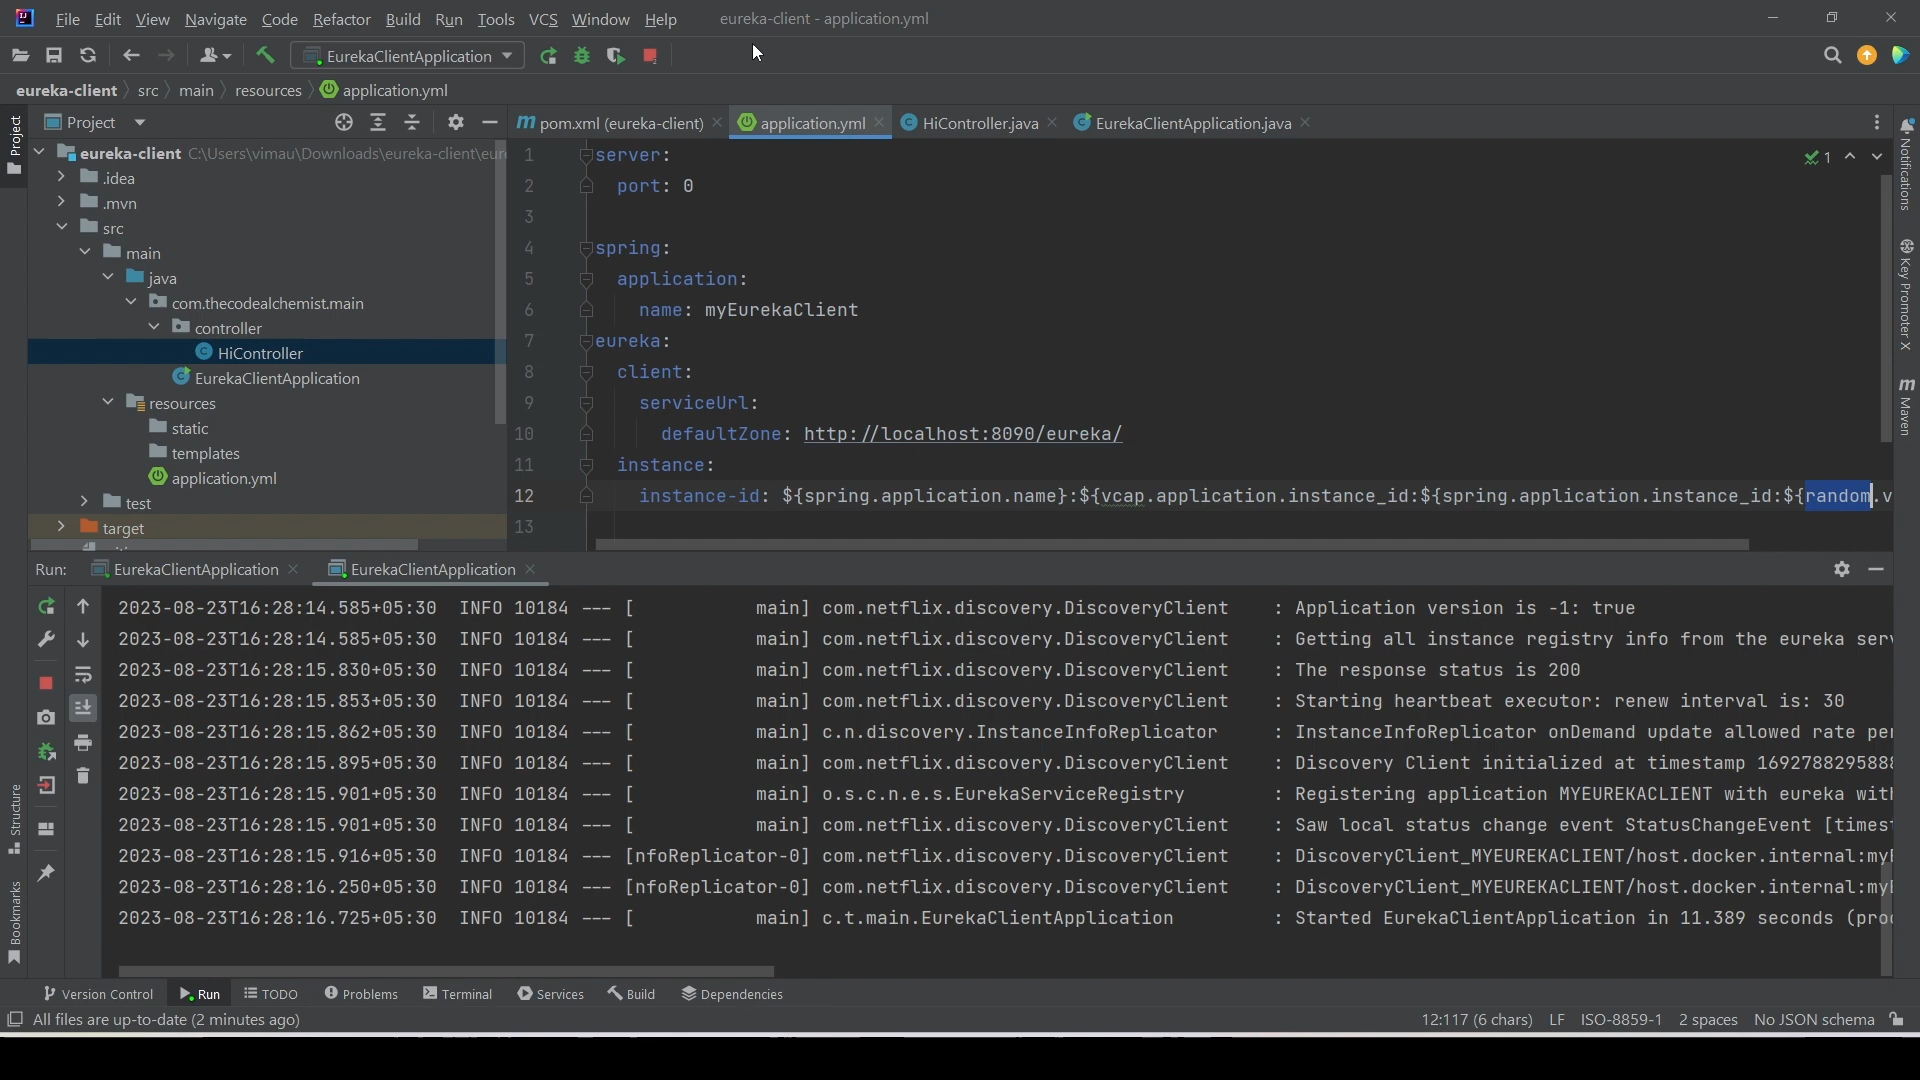 File Edit View Navigate Code Refactor Build Run Tools VCS Window Help eureka-client - application.yml
EurekaClientApplication
eureka-client src main resources application.yml
Project
pom.xml (eureka-client) application.yml HiController.java EurekaClientApplication.java
eureka-client C:\Users\vimau\Downloads\eureka-client\eur
.idea
.mvn
src
main
java
com.thecodealchemist.main
controller
HiController
EurekaClientApplication
resources
static
templates
application.yml
test
target
1 server:
2 port: 0
3
4 spring:
5 application:
6 name: myEurekaClient
7 eureka:
8 client:
9 serviceUrl:
10 defaultZone: http://localhost:8090/eureka/
11 instance:
12 instance-id: ${spring.application.name}:${vcap.application.instance_id:${spring.application.instance_id:${random.v
13
1
Project
Structure
Bookmarks
Notifications
Key Promoter X
Maven
Run: EurekaClientApplication EurekaClientApplication
2023-08-23T16:28:14.585+05:30 INFO 10184 --- [ main] com.netflix.discovery.DiscoveryClient : Application version is -1: true
2023-08-23T16:28:14.585+05:30 INFO 10184 --- [ main] com.netflix.discovery.DiscoveryClient : Getting all instance registry info from the eureka ser
2023-08-23T16:28:15.830+05:30 INFO 10184 --- [ main] com.netflix.discovery.DiscoveryClient : The response status is 200
2023-08-23T16:28:15.853+05:30 INFO 10184 --- [ main] com.netflix.discovery.DiscoveryClient : Starting heartbeat executor: renew interval is: 30
2023-08-23T16:28:15.862+05:30 INFO 10184 --- [ main] c.n.discovery.InstanceInfoReplicator : InstanceInfoReplicator onDemand update allowed rate per
2023-08-23T16:28:15.895+05:30 INFO 10184 --- [ main] com.netflix.discovery.DiscoveryClient : Discovery Client initialized at timestamp 169278829588
2023-08-23T16:28:15.901+05:30 INFO 10184 --- [ main] o.s.c.n.e.s.EurekaServiceRegistry : Registering application MYEUREKACLIENT with eureka with
2023-08-23T16:28:15.901+05:30 INFO 10184 --- [ main] com.netflix.discovery.DiscoveryClient : Saw local status change event StatusChangeEvent [times
2023-08-23T16:28:15.916+05:30 INFO 10184 --- [nfoReplicator-0] com.netflix.discovery.DiscoveryClient : DiscoveryClient_MYEUREKACLIENT/host.docker.internal:my
2023-08-23T16:28:16.250+05:30 INFO 10184 --- [nfoReplicator-0] com.netflix.discovery.DiscoveryClient : DiscoveryClient_MYEUREKACLIENT/host.docker.internal:my
2023-08-23T16:28:16.725+05:30 INFO 10184 --- [ main] c.t.main.EurekaClientApplication : Started EurekaClientApplication in 11.389 seconds (pro
Version Control Run TODO Problems Terminal Services Build Dependencies
All files are up-to-date (2 minutes ago) 12:117 (6 chars) LF ISO-8859-1 2 spaces No JSON schema